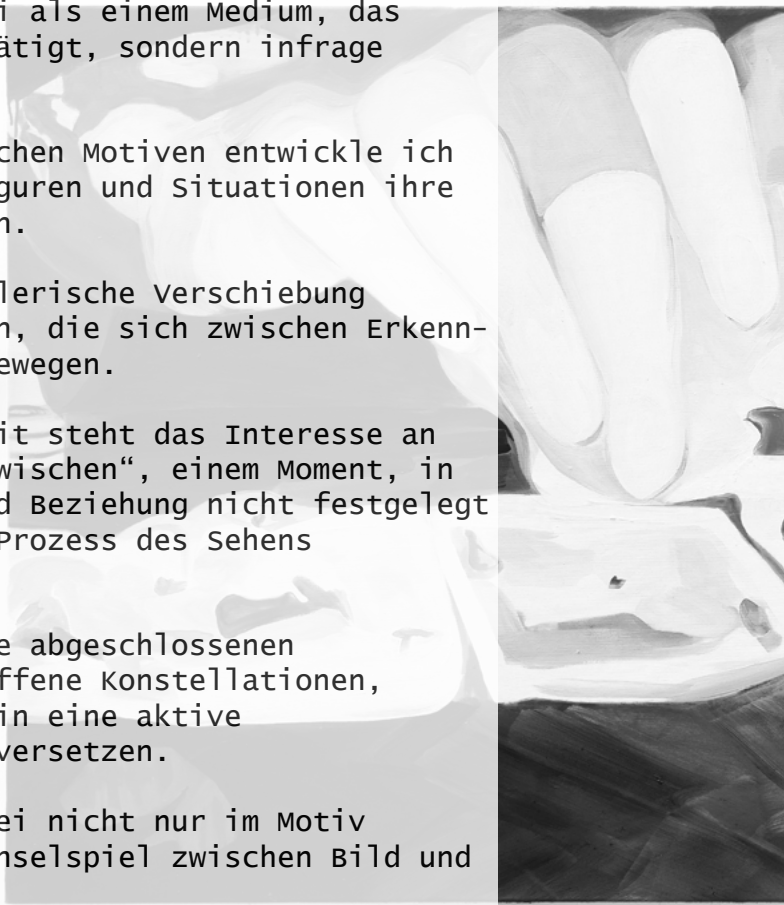 i als einem Medium, das
ätigt, sondern infrage
chen Motiven entwickle ich
guren und Situationen ihre
n.
lerische Verschiebung
n, die sich zwischen Erkenn-
ewegen.
it steht das Interesse an
wischen“, einem Moment, in
d Beziehung nicht festgelegt
Prozess des Sehens
e abgeschlossenen
ffene Konstellationen,
in eine aktive
versetzen.
ei nicht nur im Motiv
hselspiel zwischen Bild und